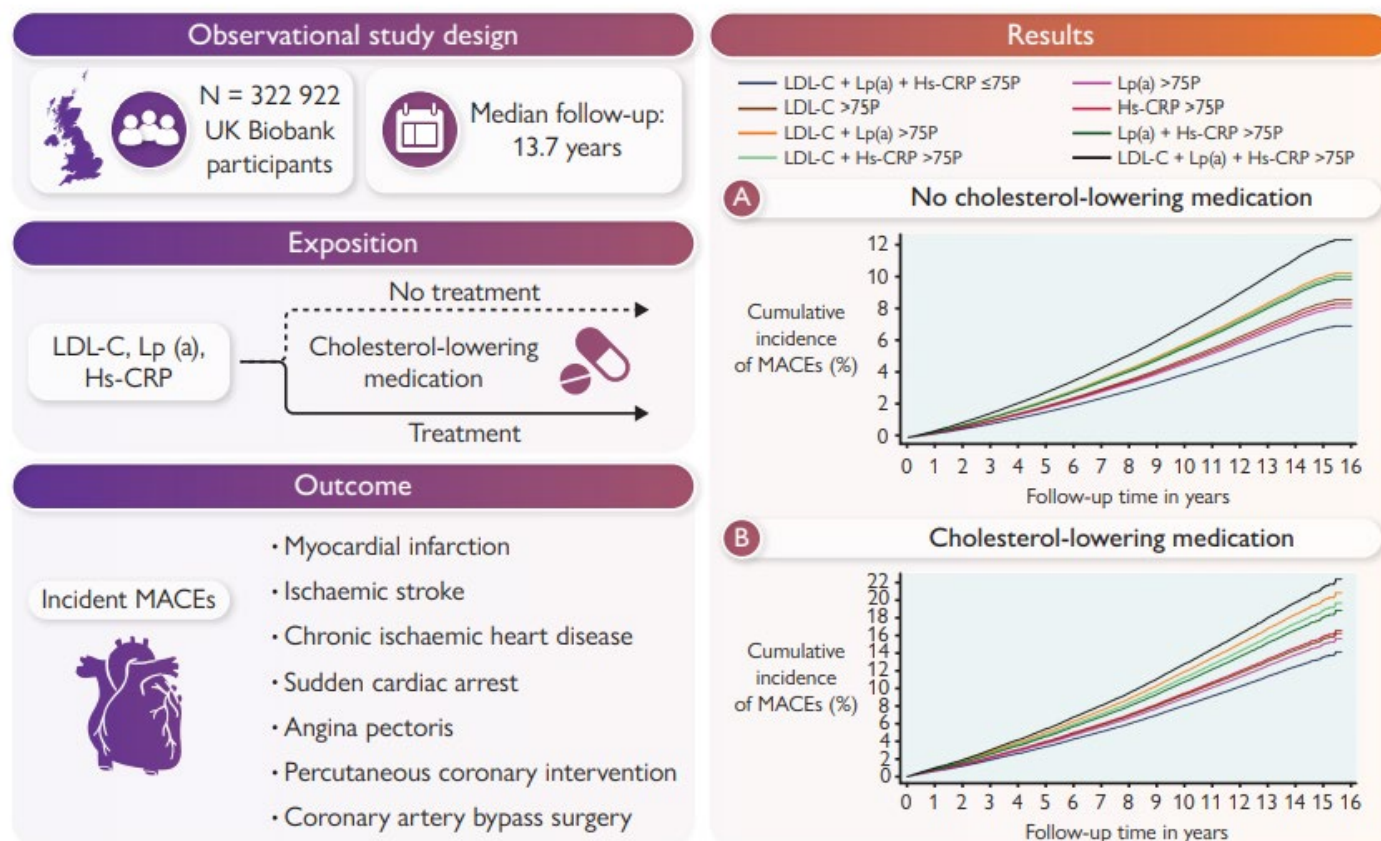 Observational study design
N = 322 922
UK Biobank
participants
Median follow-up:
13.7 years
Exposition
LDL-C, Lp (a),
Hs-CRP
No treatment
Cholesterol-lowering
medication
Treatment
Outcome
Incident MACEs
· Myocardial infarction
· Ischaemic stroke
· Chronic ischaemic heart disease
· Sudden cardiac arrest
· Angina pectoris
· Percutaneous coronary intervention
· Coronary artery bypass surgery
Results
LDL-C + Lp(a) + Hs-CRP ≤75P
LDL-C >75P
LDL-C + Lp(a) >75P
LDL-C + Hs-CRP >75P
Lp(a) >75P
Hs-CRP >75P
Lp(a) + Hs-CRP >75P
LDL-C + Lp(a) + Hs-CRP >75P
A No cholesterol-lowering medication
Cumulative
incidence
of MACEs (%)
12
10
8
6
4
2
0
0 1 2 3 4 5 6 7 8 9 10 11 12 13 14 15 16
Follow-up time in years
B Cholesterol-lowering medication
Cumulative
incidence
of MACEs (%)
22
20
18
16
14
12
10
8
6
4
2
0
0 1 2 3 4 5 6 7 8 9 10 11 12 13 14 15 16
Follow-up time in years